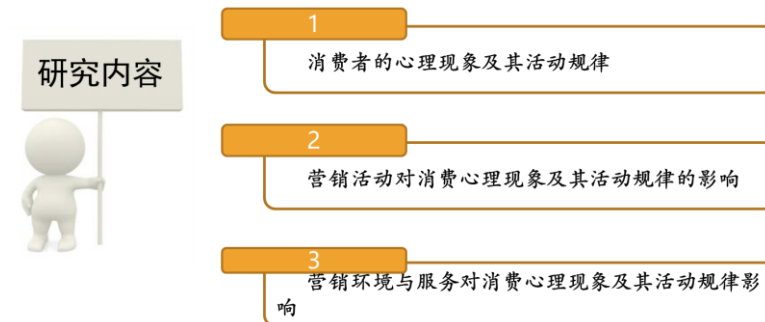 研究内容
1
消费者的心理现象及其活动规律
2
营销活动对消费心理现象及其活动规律的影响
3
营销环境与服务对消费心理现象及其活动规律影
响